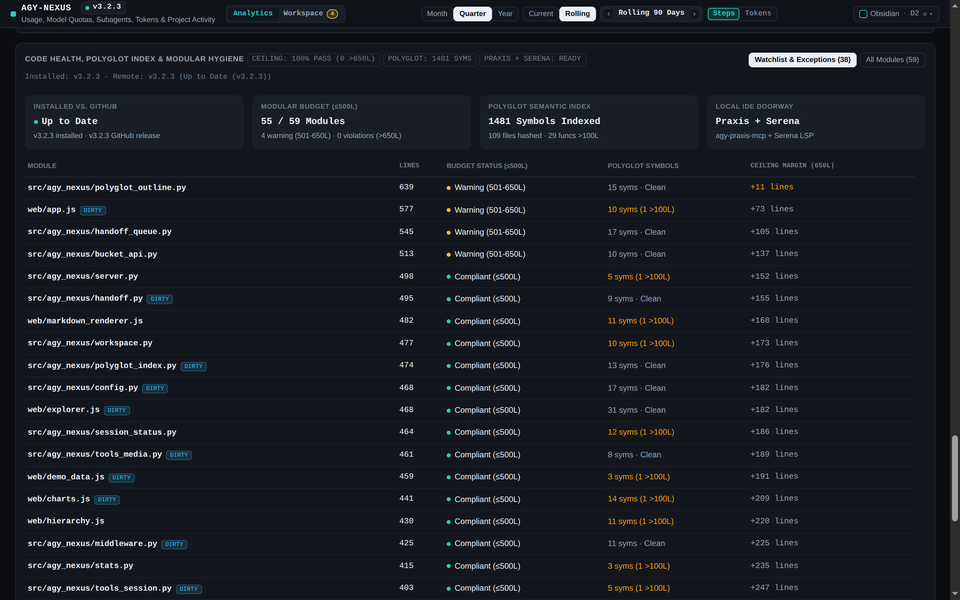 AGY-NEXUS v3.2.3
Usage, Model Quotas, Subagents, Tokens & Project Activity
Analytics Workspace 4
Month Quarter Year Current Rolling ‹ Rolling 90 Days › Steps Tokens
Obsidian · D2
CODE HEALTH, POLYGLOT INDEX & MODULAR HYGIENE CEILING: 100% PASS (0 >650L) POLYGLOT: 1481 SYMS PRAXIS + SERENA: READY
Watchlist & Exceptions (38) All Modules (59)
Installed: v3.2.3 · Remote: v3.2.3 (Up to Date (v3.2.3))
INSTALLED VS. GITHUB
Up to Date
v3.2.3 installed · v3.2.3 GitHub release
MODULAR BUDGET (≤500L)
55 / 59 Modules
4 warning (501-650L) · 0 violations (>650L)
POLYGLOT SEMANTIC INDEX
1481 Symbols Indexed
109 files hashed · 29 funcs >100L
LOCAL IDE DOORWAY
Praxis + Serena
agy-praxis-mcp + Serena LSP
MODULE LINES BUDGET STATUS (≤500L) POLYGLOT SYMBOLS CEILING MARGIN (650L)
src/agy_nexus/polyglot_outline.py 639 Warning (501-650L) 15 syms · Clean +11 lines
web/app.js DIRTY 577 Warning (501-650L) 10 syms (1 >100L) +73 lines
src/agy_nexus/handoff_queue.py 545 Warning (501-650L) 17 syms · Clean +105 lines
src/agy_nexus/bucket_api.py 513 Warning (501-650L) 10 syms · Clean +137 lines
src/agy_nexus/server.py 498 Compliant (≤500L) 5 syms (1 >100L) +152 lines
src/agy_nexus/handoff.py DIRTY 495 Compliant (≤500L) 9 syms · Clean +155 lines
web/markdown_renderer.js 482 Compliant (≤500L) 11 syms (1 >100L) +168 lines
src/agy_nexus/workspace.py 477 Compliant (≤500L) 10 syms (1 >100L) +173 lines
src/agy_nexus/polyglot_index.py DIRTY 474 Compliant (≤500L) 13 syms · Clean +176 lines
src/agy_nexus/config.py DIRTY 468 Compliant (≤500L) 17 syms · Clean +182 lines
web/explorer.js DIRTY 468 Compliant (≤500L) 31 syms · Clean +182 lines
src/agy_nexus/session_status.py 464 Compliant (≤500L) 12 syms (1 >100L) +186 lines
src/agy_nexus/tools_media.py DIRTY 461 Compliant (≤500L) 8 syms · Clean +189 lines
web/demo_data.js DIRTY 459 Compliant (≤500L) 3 syms (1 >100L) +191 lines
web/charts.js DIRTY 441 Compliant (≤500L) 14 syms (1 >100L) +209 lines
web/hierarchy.js 430 Compliant (≤500L) 11 syms (1 >100L) +220 lines
src/agy_nexus/middleware.py DIRTY 425 Compliant (≤500L) 11 syms · Clean +225 lines
src/agy_nexus/stats.py 415 Compliant (≤500L) 3 syms (1 >100L) +235 lines
src/agy_nexus/tools_session.py DIRTY 403 Compliant (≤500L) 5 syms (1 >100L) +247 lines